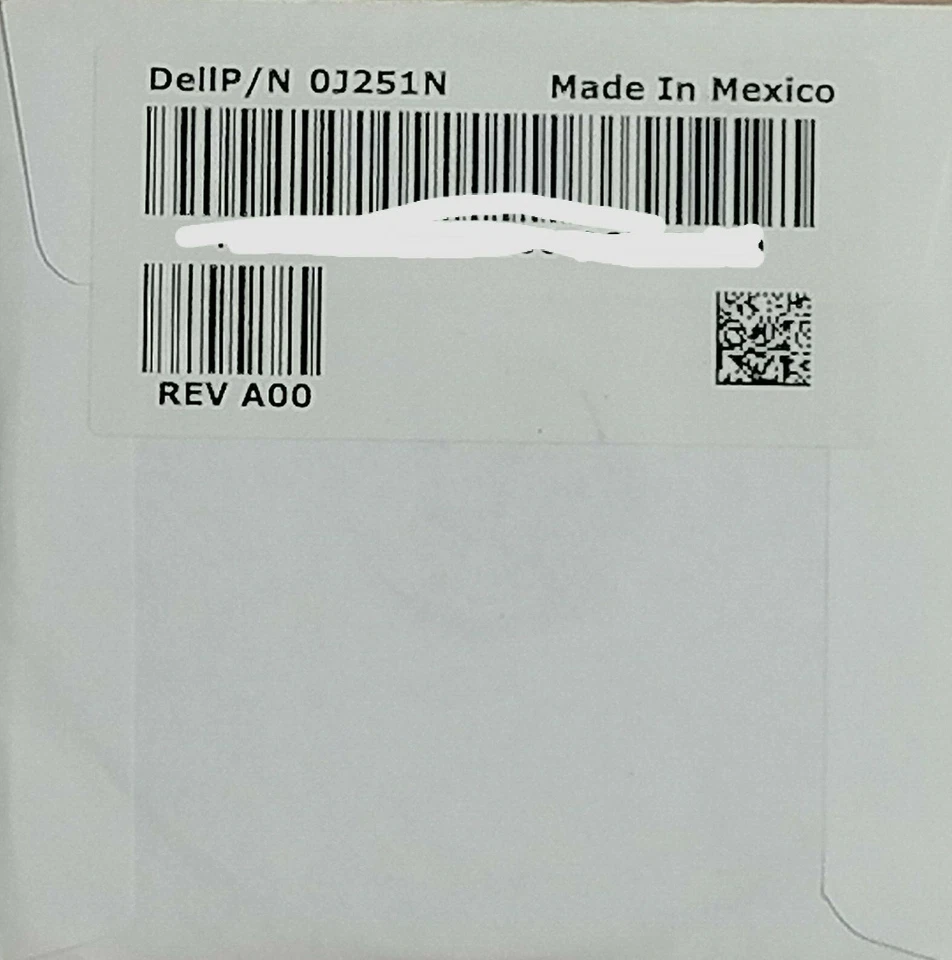 DellP/N 0J251N
Made In Mexico
REV A00